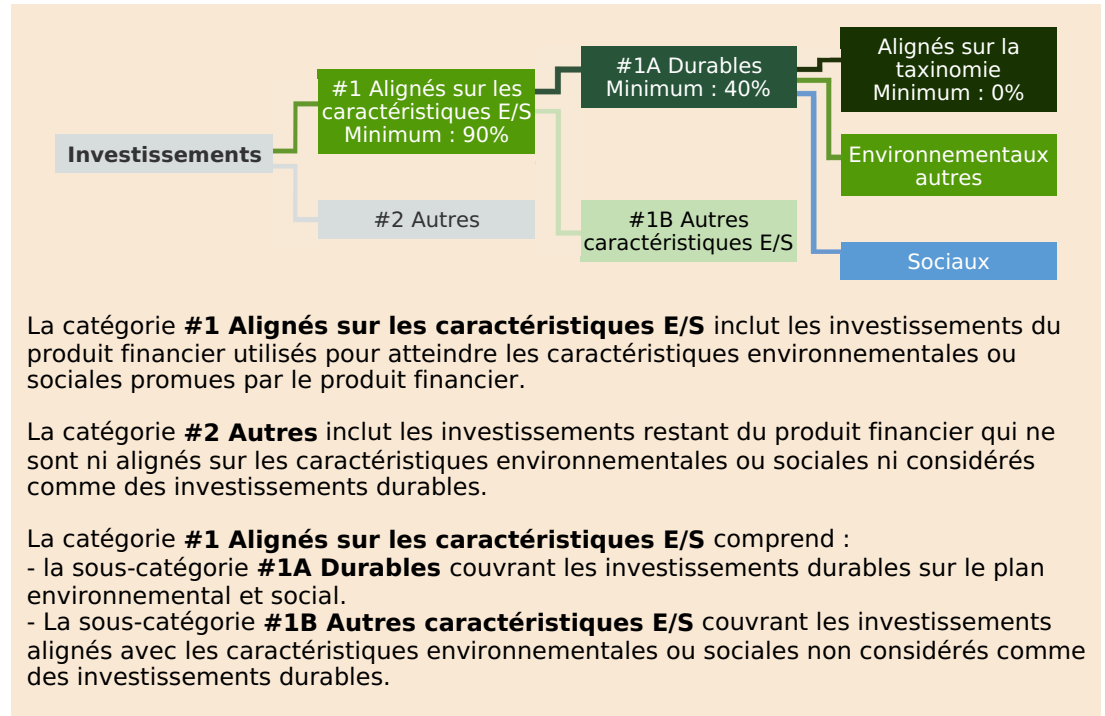 Investissements
#1 Alignés sur les
caractéristiques E/S
Minimum : 90%
#2 Autres
#1A Durables
Minimum : 40%
#1B Autres
caractéristiques E/S
Alignés sur la
taxinomie
Minimum : 0%
Environnementaux
autres
Sociaux
La catégorie #1 Alignés sur les caractéristiques E/S inclut les investissements du
produit financier utilisés pour atteindre les caractéristiques environnementales ou
sociales promues par le produit financier.
La catégorie #2 Autres inclut les investissements restant du produit financier qui ne
sont ni alignés sur les caractéristiques environnementales ou sociales ni considérés
comme des investissements durables.
La catégorie #1 Alignés sur les caractéristiques E/S comprend :
- la sous-catégorie #1A Durables couvrant les investissements durables sur le plan
environnemental et social.
- La sous-catégorie #1B Autres caractéristiques E/S couvrant les investissements
alignés avec les caractéristiques environnementales ou sociales non considérés comme
des investissements durables.